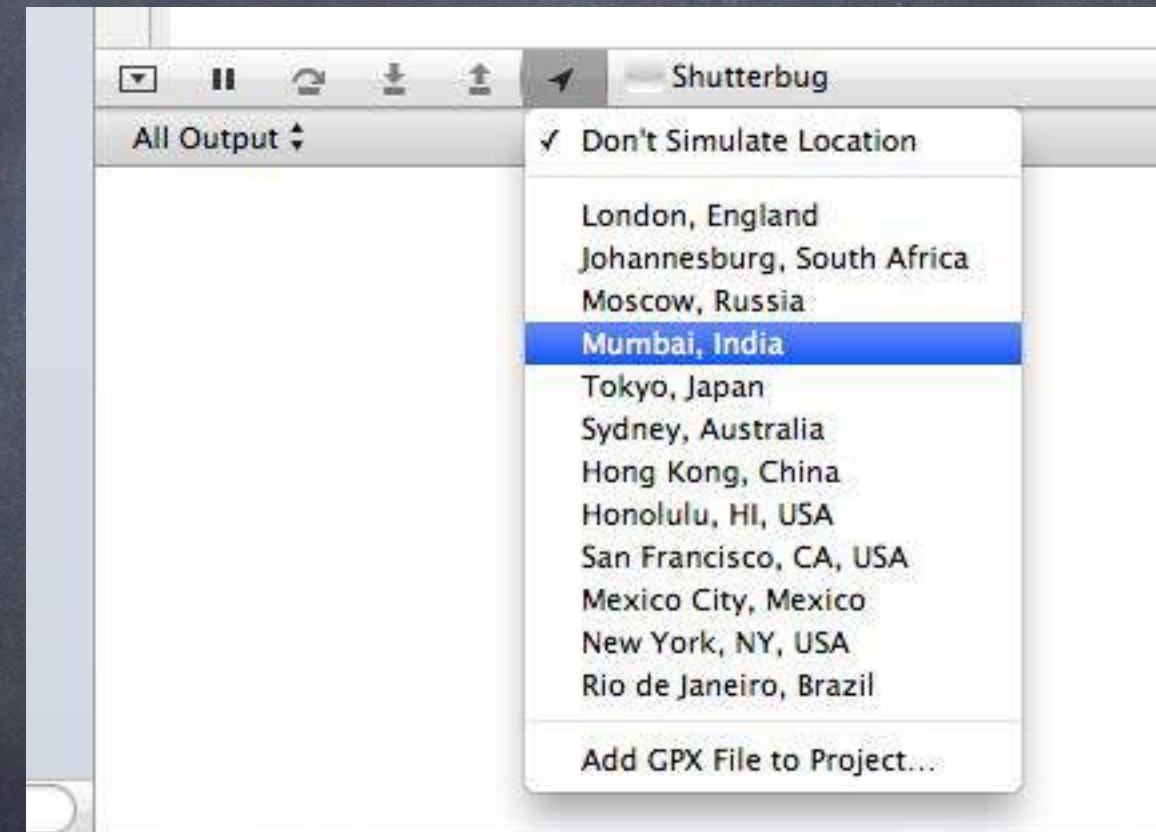 Shutterbug
All Output
✓ Don't Simulate Location
London, England
Johannesburg, South Africa
Moscow, Russia
Mumbai, India
Tokyo, Japan
Sydney, Australia
Hong Kong, China
Honolulu, HI, USA
San Francisco, CA, USA
Mexico City, Mexico
New York, NY, USA
Rio de Janeiro, Brazil
Add GPX File to Project...